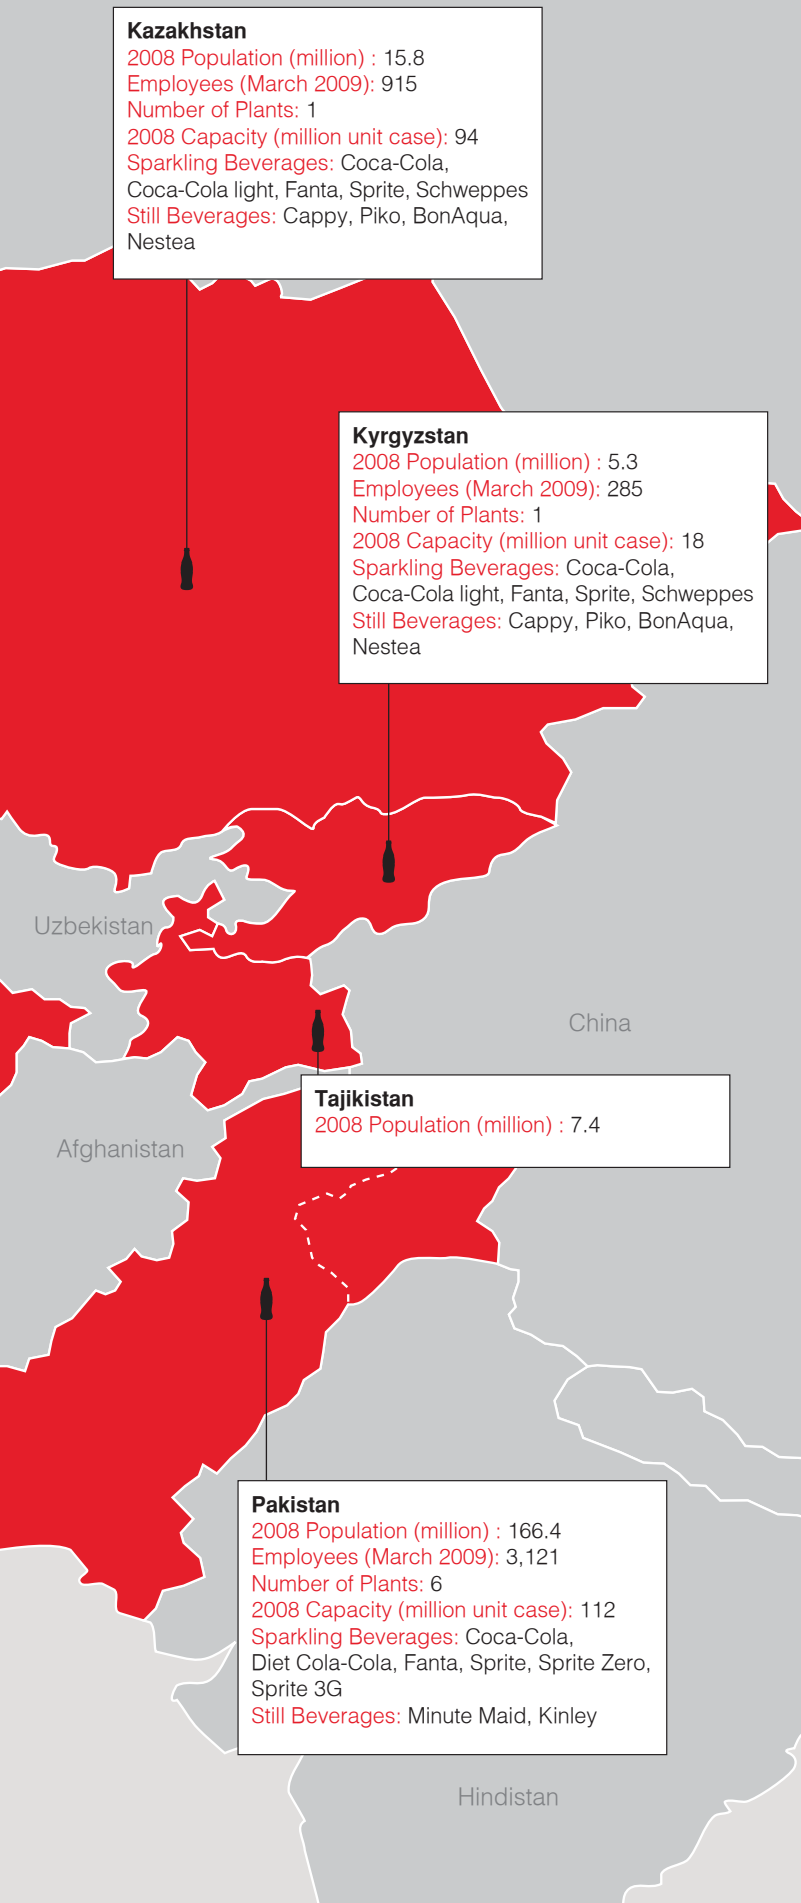 Kazakhstan
2008 Population (million) : 15.8
Employees (March 2009): 915
Number of Plants: 1
2008 Capacity (million unit case): 94
Sparkling Beverages: Coca-Cola,
Coca-Cola light, Fanta, Sprite, Schweppes
Still Beverages: Cappy, Piko, BonAqua,
Nestea
Kyrgyzstan
2008 Population (million) : 5.3
Employees (March 2009): 285
Number of Plants: 1
2008 Capacity (million unit case): 18
Sparkling Beverages: Coca-Cola,
Coca-Cola light, Fanta, Sprite, Schweppes
Still Beverages: Cappy, Piko, BonAqua,
Nestea
Uzbekistan
China
Tajikistan
2008 Population (million) : 7.4
Afghanistan
Pakistan
2008 Population (million) : 166.4
Employees (March 2009): 3,121
Number of Plants: 6
2008 Capacity (million unit case): 112
Sparkling Beverages: Coca-Cola,
Diet Cola-Cola, Fanta, Sprite, Sprite Zero,
Sprite 3G
Still Beverages: Minute Maid, Kinley
Hindistan